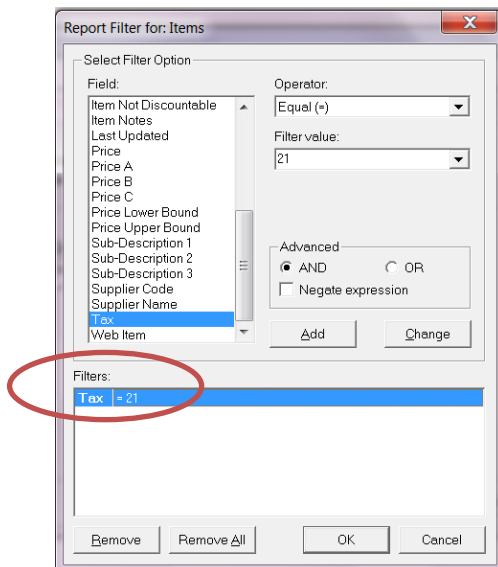 Report Filter for: Items
Select Filter Option
Field:
Item Not Discountable
Item Notes
Last Updated
Price
Price A
Price B
Price C
Price Lower Bound
Price Upper Bound
Sub-Description 1
Sub-Description 2
Sub-Description 3
Supplier Code
Supplier Name
Tax
Web Item
Operator:
Equal (=)
Filter value:
21
Advanced
AND OR
Negate expression
Add Change
Filters:
Tax = 21
Remove Remove All OK Cancel